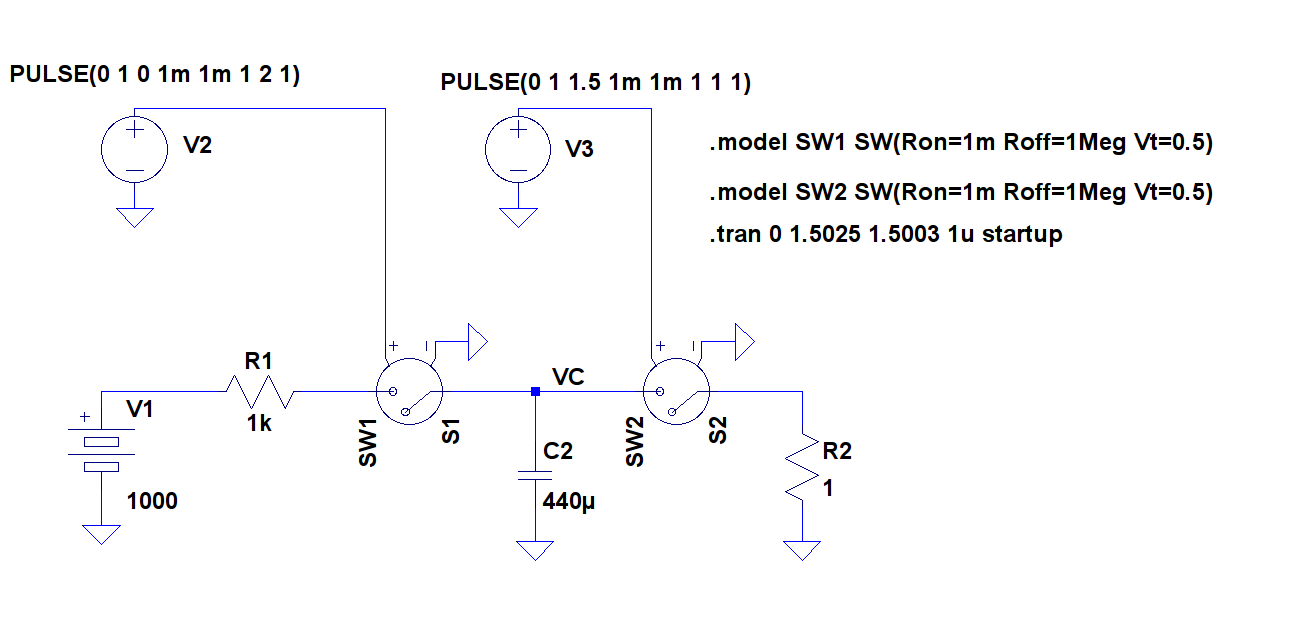 PULSE(0 1 0 1m 1m 1 2 1)
PULSE(0 1 1.5 1m 1m 1 1 1)
V2
V3
.model SW1 SW(Ron=1m Roff=1Meg Vt=0.5)
.model SW2 SW(Ron=1m Roff=1Meg Vt=0.5)
.tran 0 1.5025 1.5003 1u startup
R1
1k
V1
1000
SW1
S1
VC
C2
440µ
SW2
S2
R2
1